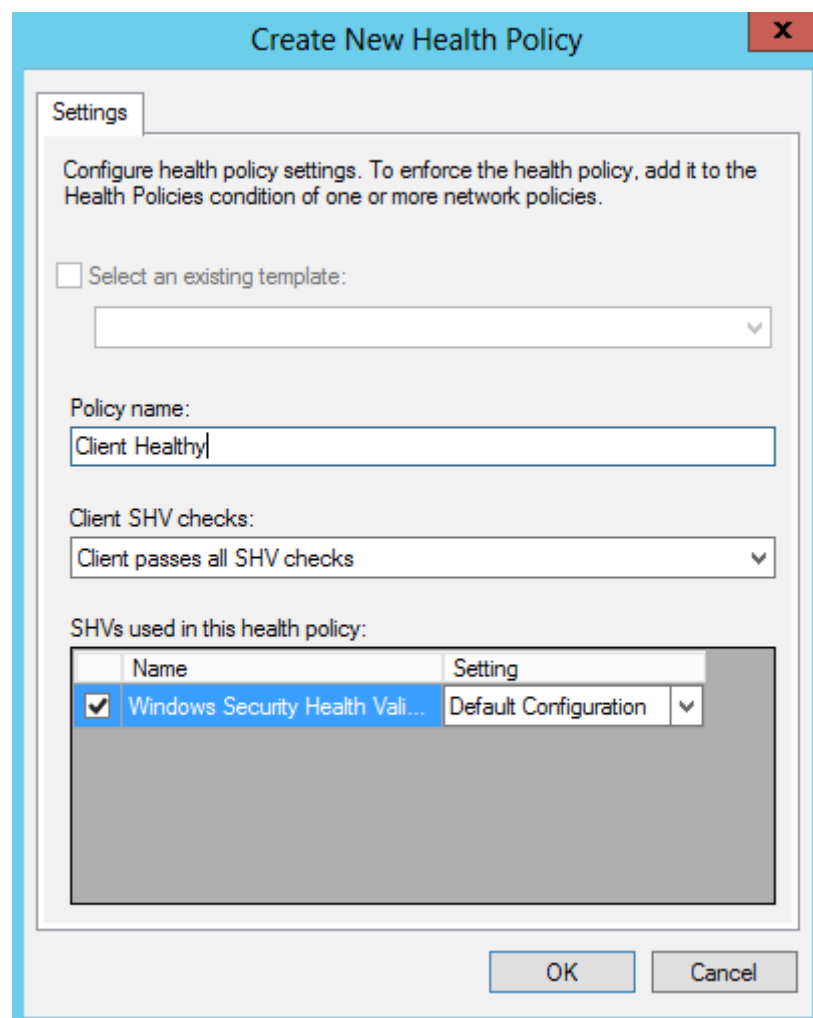 Create New Health Policy
x
Settings
Configure health policy settings. To enforce the health policy, add it to the
Health Policies condition of one or more network policies.
Select an existing template:
Policy name:
Client Healthy
Client SHV checks:
Client passes all SHV checks
SHVs used in this health policy:
Name Setting
Windows Security Health Vali... Default Configuration
OK Cancel